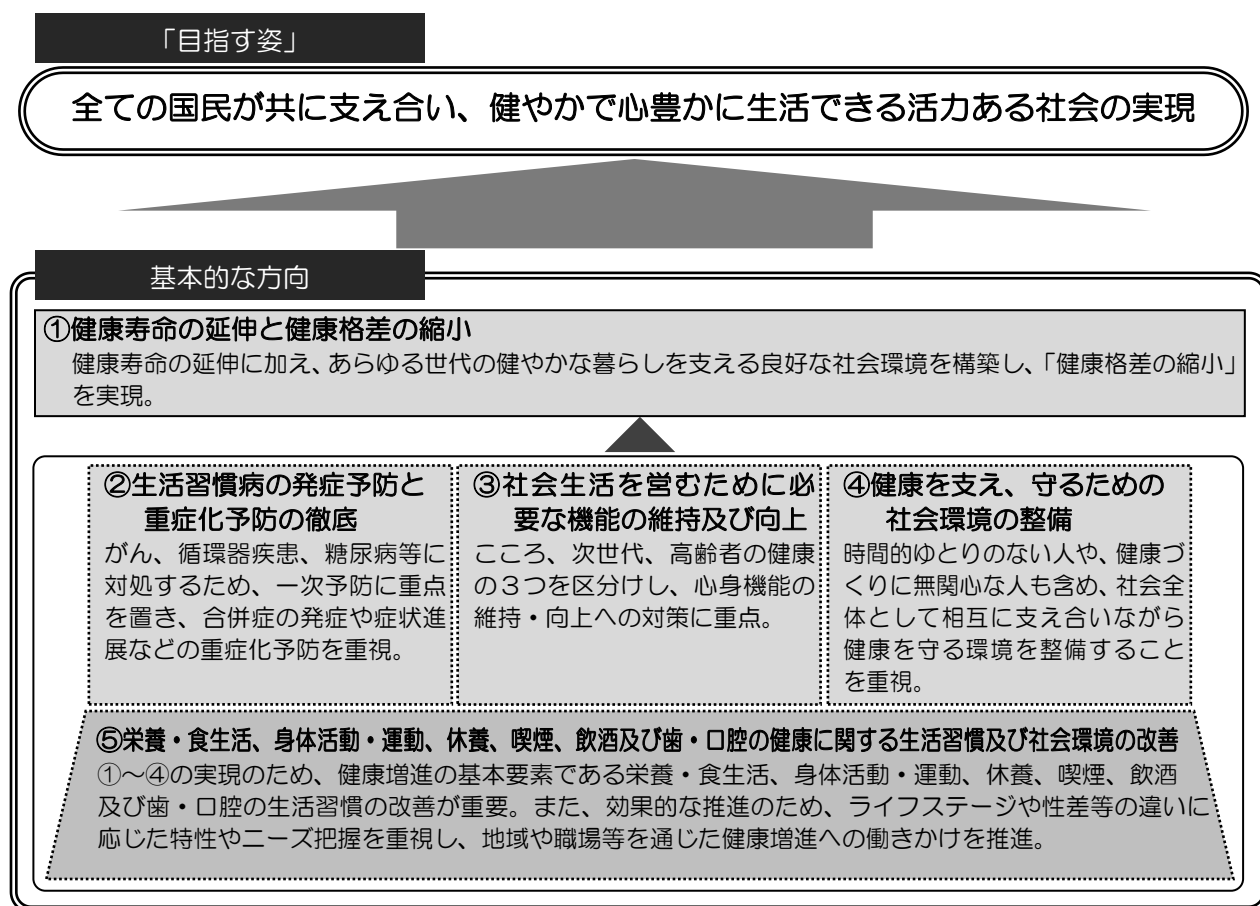 「目指す姿」
全ての国民が共に支え合い、健やかで心豊かに生活できる活力ある社会の実現
基本的な方向
①健康寿命の延伸と健康格差の縮小
健康寿命の延伸に加え、あらゆる世代の健やかな暮らしを支える良好な社会環境を構築し、「健康格差の縮小」
を実現。
②生活習慣病の発症予防と
重症化予防の徹底
がん、循環器疾患、糖尿病等に
対処するため、一次予防に重点
を置き、合併症の発症や症状進
展などの重症化予防を重視。
③社会生活を営むために必
要な機能の維持及び向上
こころ、次世代、高齢者の健康
の３つを区分けし、心身機能の
維持・向上への対策に重点。
④健康を支え、守るための
社会環境の整備
時間的ゆとりのない人や、健康づ
くりに無関心な人も含め、社会全
体として相互に支え合いながら
健康を守る環境を整備すること
を重視。
⑤栄養・食生活、身体活動・運動、休養、喫煙、飲酒及び歯・口腔の健康に関する生活習慣及び社会環境の改善
①～④の実現のため、健康増進の基本要素である栄養・食生活、身体活動・運動、休養、喫煙、飲酒
及び歯・口腔の生活習慣の改善が重要。また、効果的な推進のため、ライフステージや性差等の違いに
応じた特性やニーズ把握を重視し、地域や職場等を通じた健康増進への働きかけを推進。